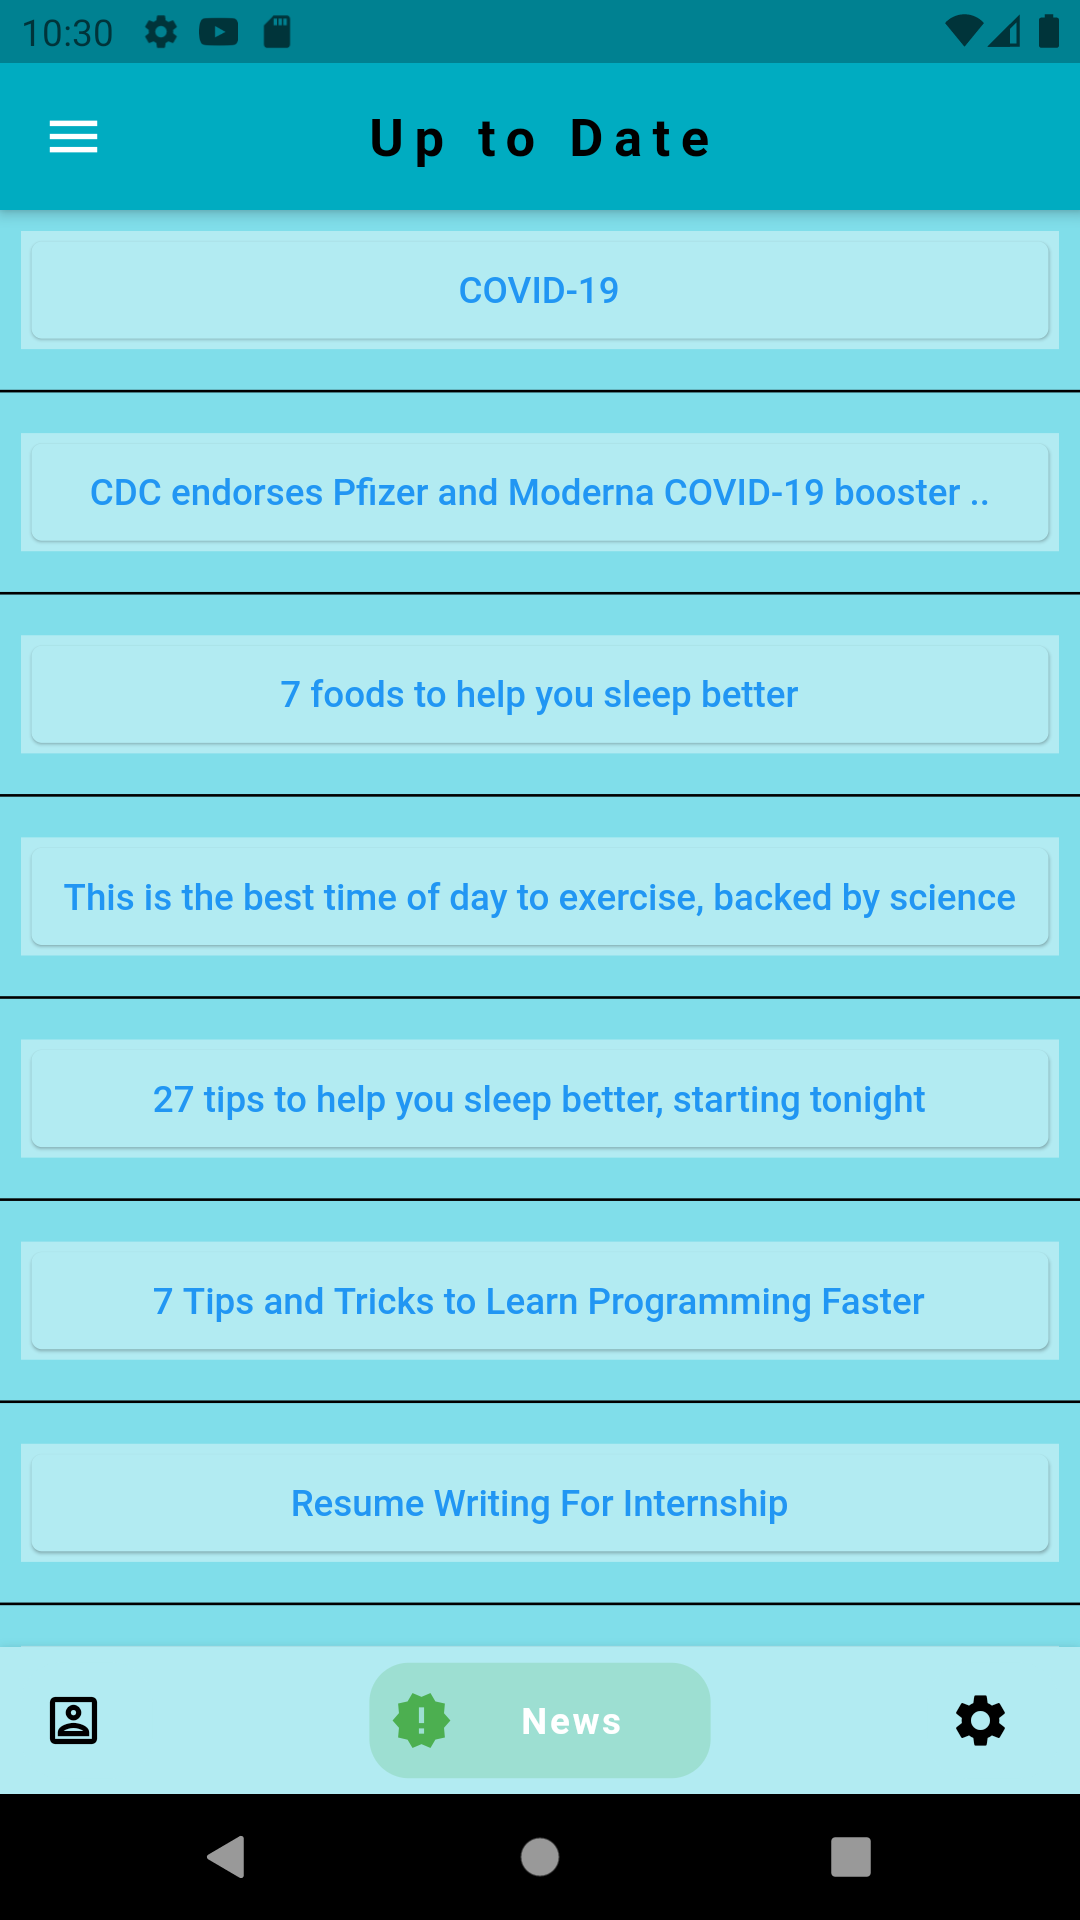 10:30
Up to Date
COVID-19
CDC endorses Pfizer and Moderna COVID-19 booster ..
7 foods to help you sleep better
This is the best time of day to exercise, backed by science
27 tips to help you sleep better, starting tonight
7 Tips and Tricks to Learn Programming Faster
Resume Writing For Internship
News